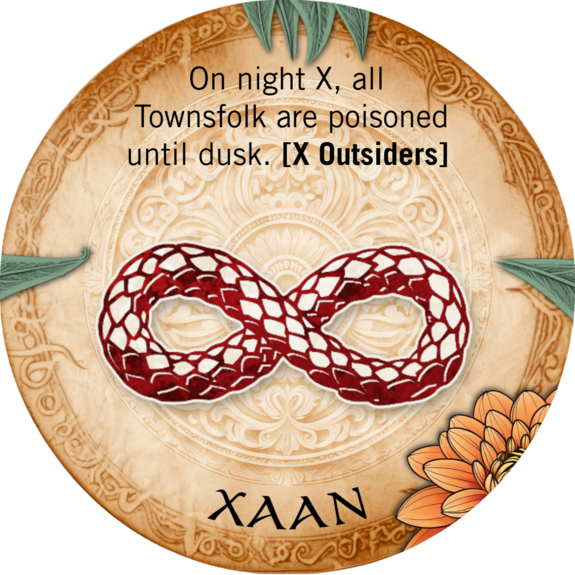 On night X, all
Townsfolk are poisoned
until dusk. [X Outsiders]
XAAN